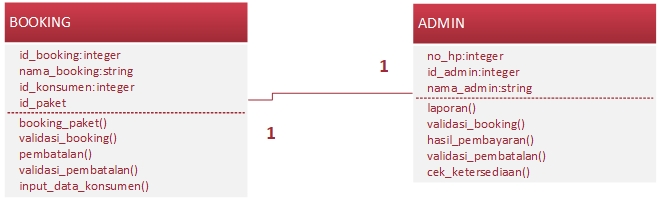 BOOKING
id_booking:integer
nama_booking:string
id_konsumen:integer
id_paket
booking_paket()
validasi_booking()
pembatalan()
validasi_pembatalan()
input_data_konsumen()
1
1
ADMIN
no_hp:integer
id_admin:integer
nama_admin:string
laporan()
validasi_booking()
hasil_pembayaran()
validasi_pembatalan()
cek_ketersediaan()